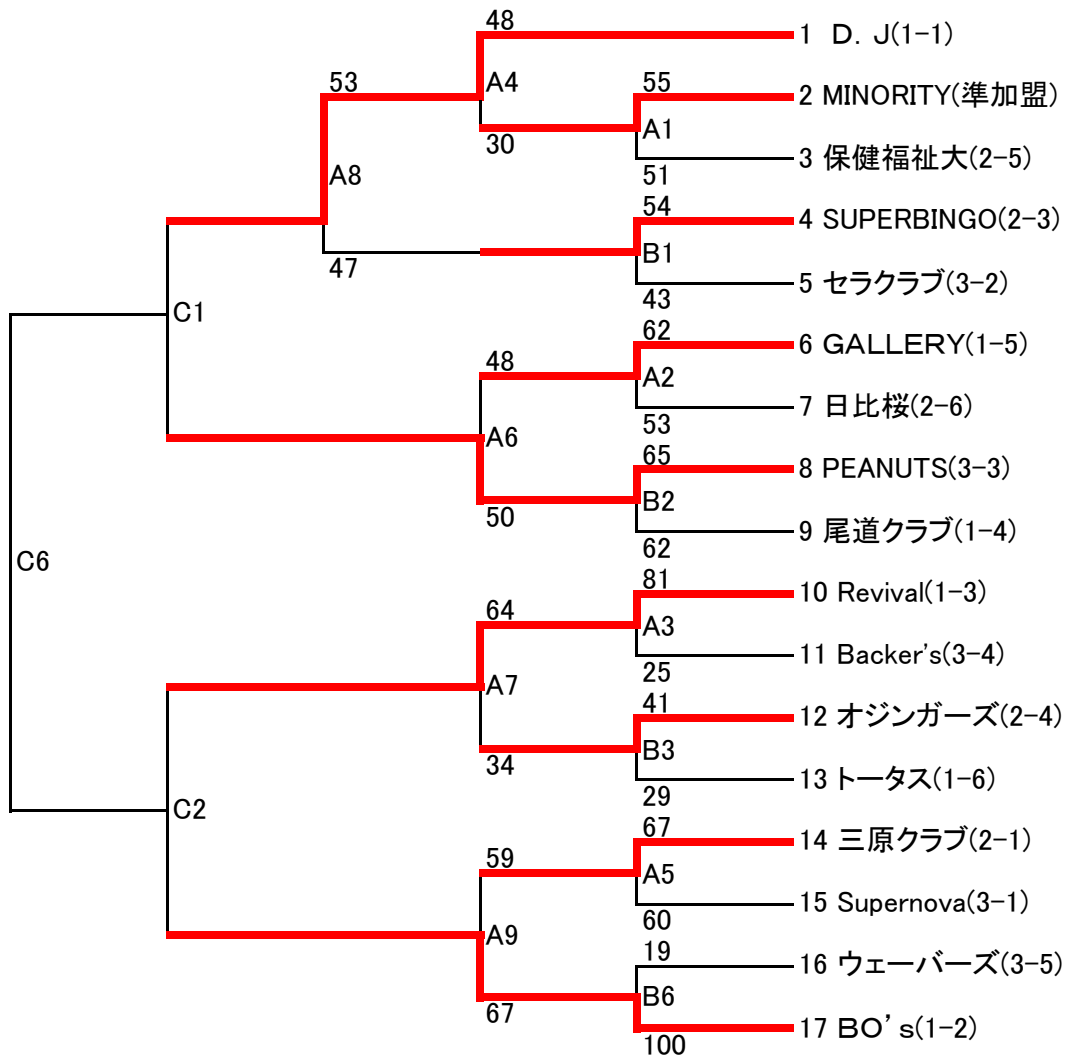 48
1 D. J(1-1)
53
A4
55
2 MINORITY(準加盟)
30
A1
A8
51
3 保健福祉大(2-5)
54
4 SUPERBINGO(2-3)
47
B1
43
5 セラクラブ(3-2)
C1
62
6 GALLERY(1-5)
48
A2
53
7 日比桜(2-6)
A6
65
8 PEANUTS(3-3)
50
B2
62
9 尾道クラブ(1-4)
C6
81
10 Revival(1-3)
64
A3
25
11 Backer's(3-4)
A7
41
12 オジンガーズ(2-4)
34
B3
29
13 トータス(1-6)
C2
67
14 三原クラブ(2-1)
59
A5
60
15 Supernova(3-1)
A9
19
16 ウェーバーズ(3-5)
67
B6
100
17 BO's(1-2)